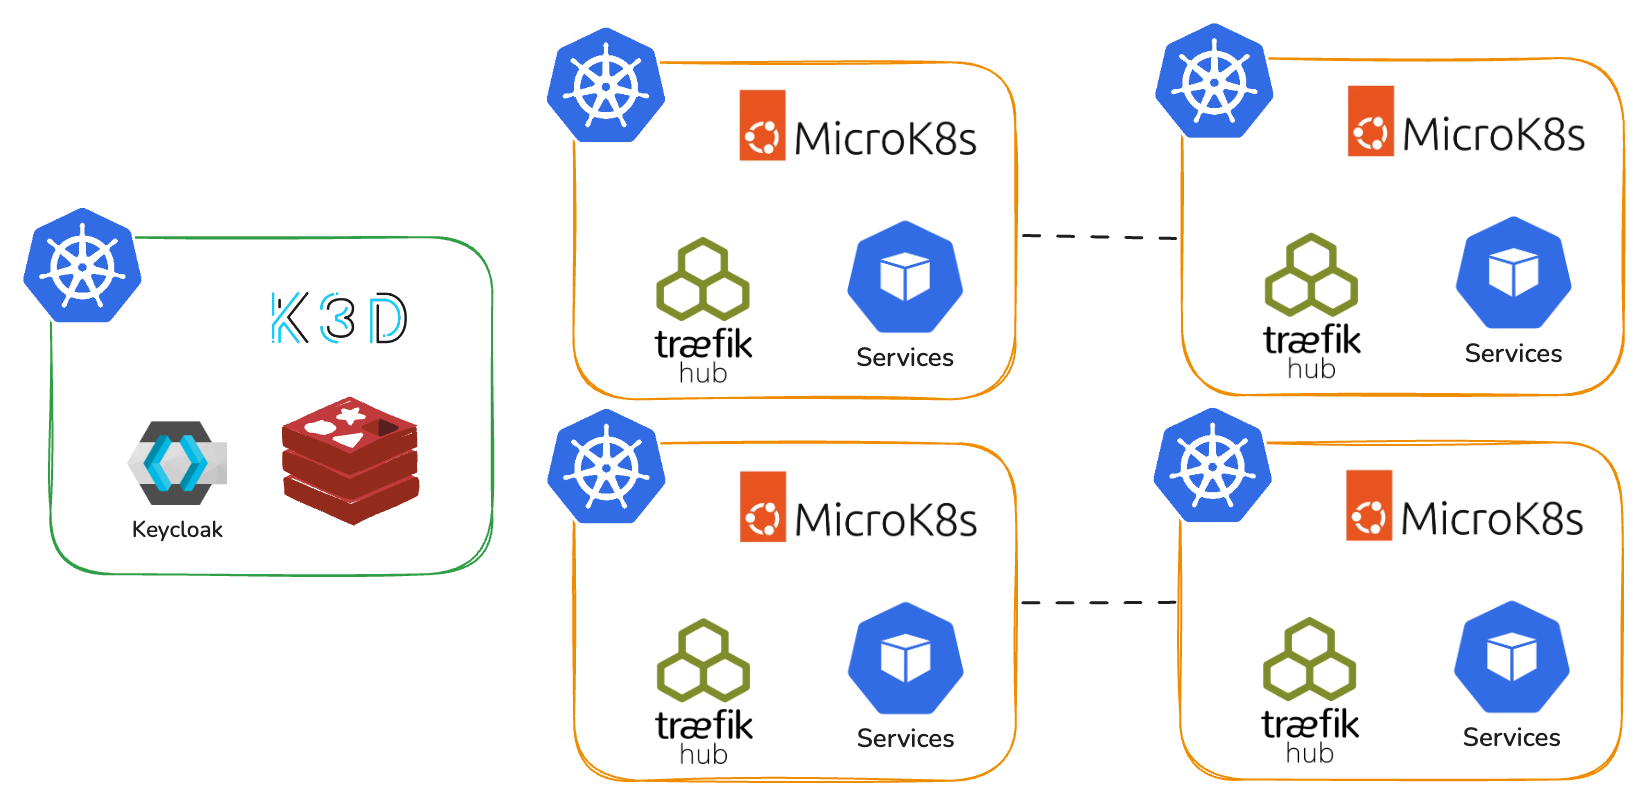 K3D
Keycloak
MicroK8s
træfik
hub
Services
MicroK8s
træfik
hub
Services
MicroK8s
træfik
hub
Services
MicroK8s
træfik
hub
Services